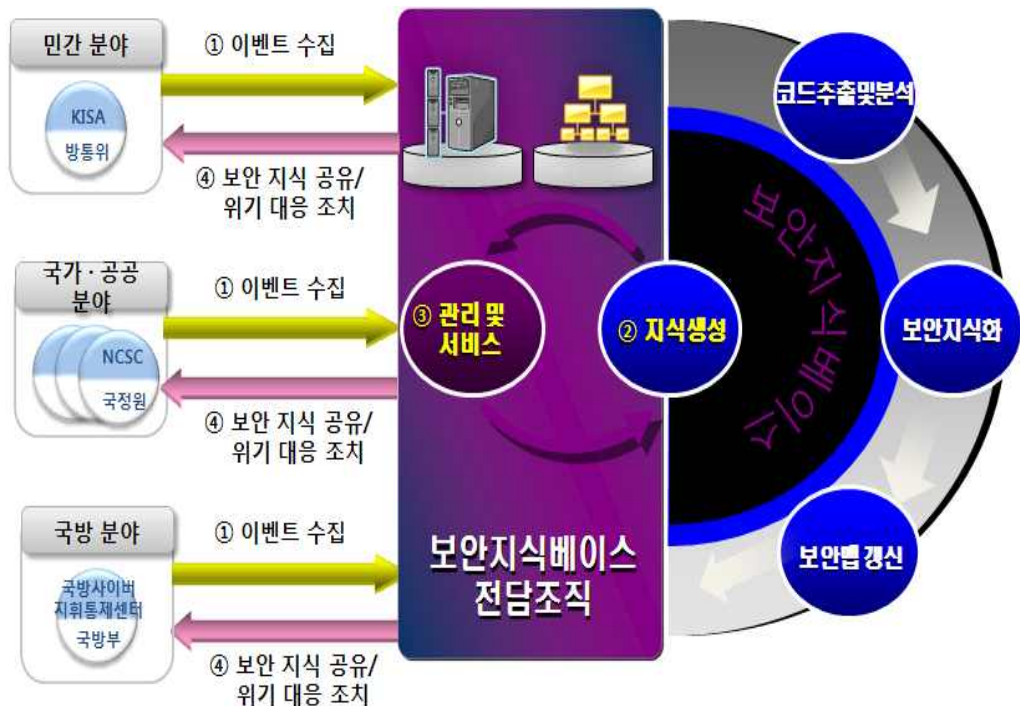 민간 분야
KISA
방통위
① 이벤트 수집
④ 보안 지식 공유/
위기 대응 조치
국가 · 공공
분야
NCSC
국정원
① 이벤트 수집
④ 보안 지식 공유/
위기 대응 조치
국방 분야
국방사이버
지휘통제센터
국방부
① 이벤트 수집
④ 보안 지식 공유/
위기 대응 조치
③ 관리 및
서비스
② 지식생성
보안지식베이스
전담조직
보안지식베이스
코드추출및분석
보안지식화
보안맵 갱신